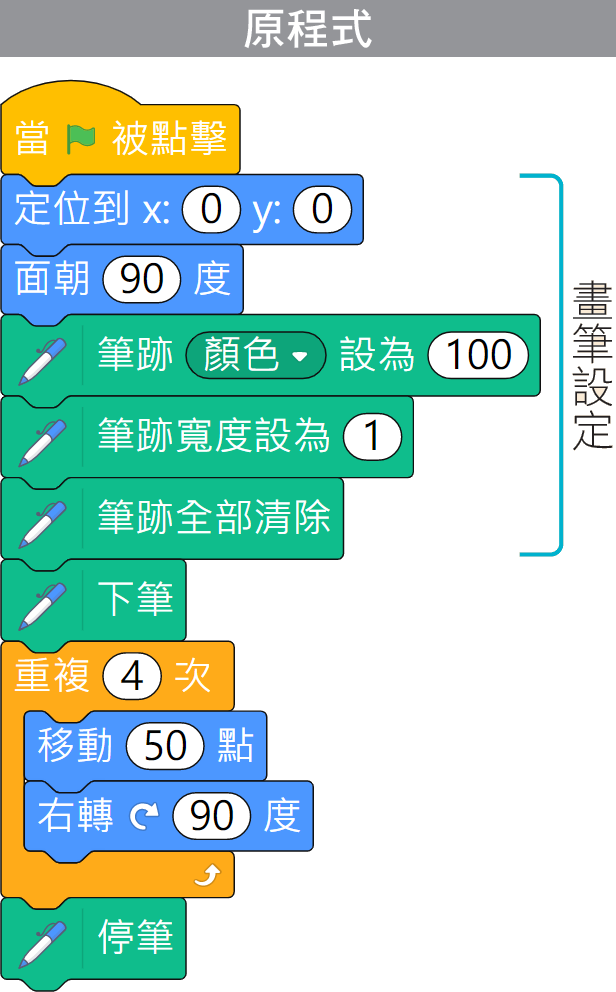 原程式
當 被點擊
定位到 x: 0 y: 0
面朝 90 度
筆跡 顏色 設為 100
筆跡寬度設為 1
筆跡全部清除
下筆
重複 4 次
移動 50 點
右轉 90 度
停筆
畫筆設定